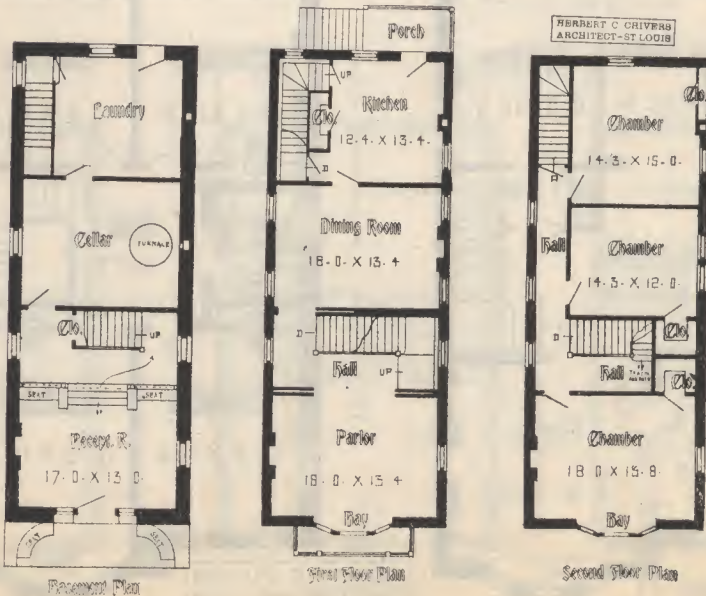 HERBERT C CHIVERS
ARCHITECT-ST LOUIS
Laundry
Cellar
FURNACE
Clo.
UP
SEAT
SEAT
UP
Recept. R.
17-0 X 13 0
SEAT
SEAT
Basement Plan
Porch
UP
Kitchen
Clo.
12-4 X 13-4
D
Dining Room
18-0 X 13-4
D
Hall
UP
Parlor
18-0 X 13-4
Bay
First Floor Plan
Clo.
Chamber
14-3 X 15-0
D
Hall
Chamber
14-3 X 12-0
Clo.
D
Hall
Clo.
Chamber
18 0 X 15-8
Bay
Second Floor Plan